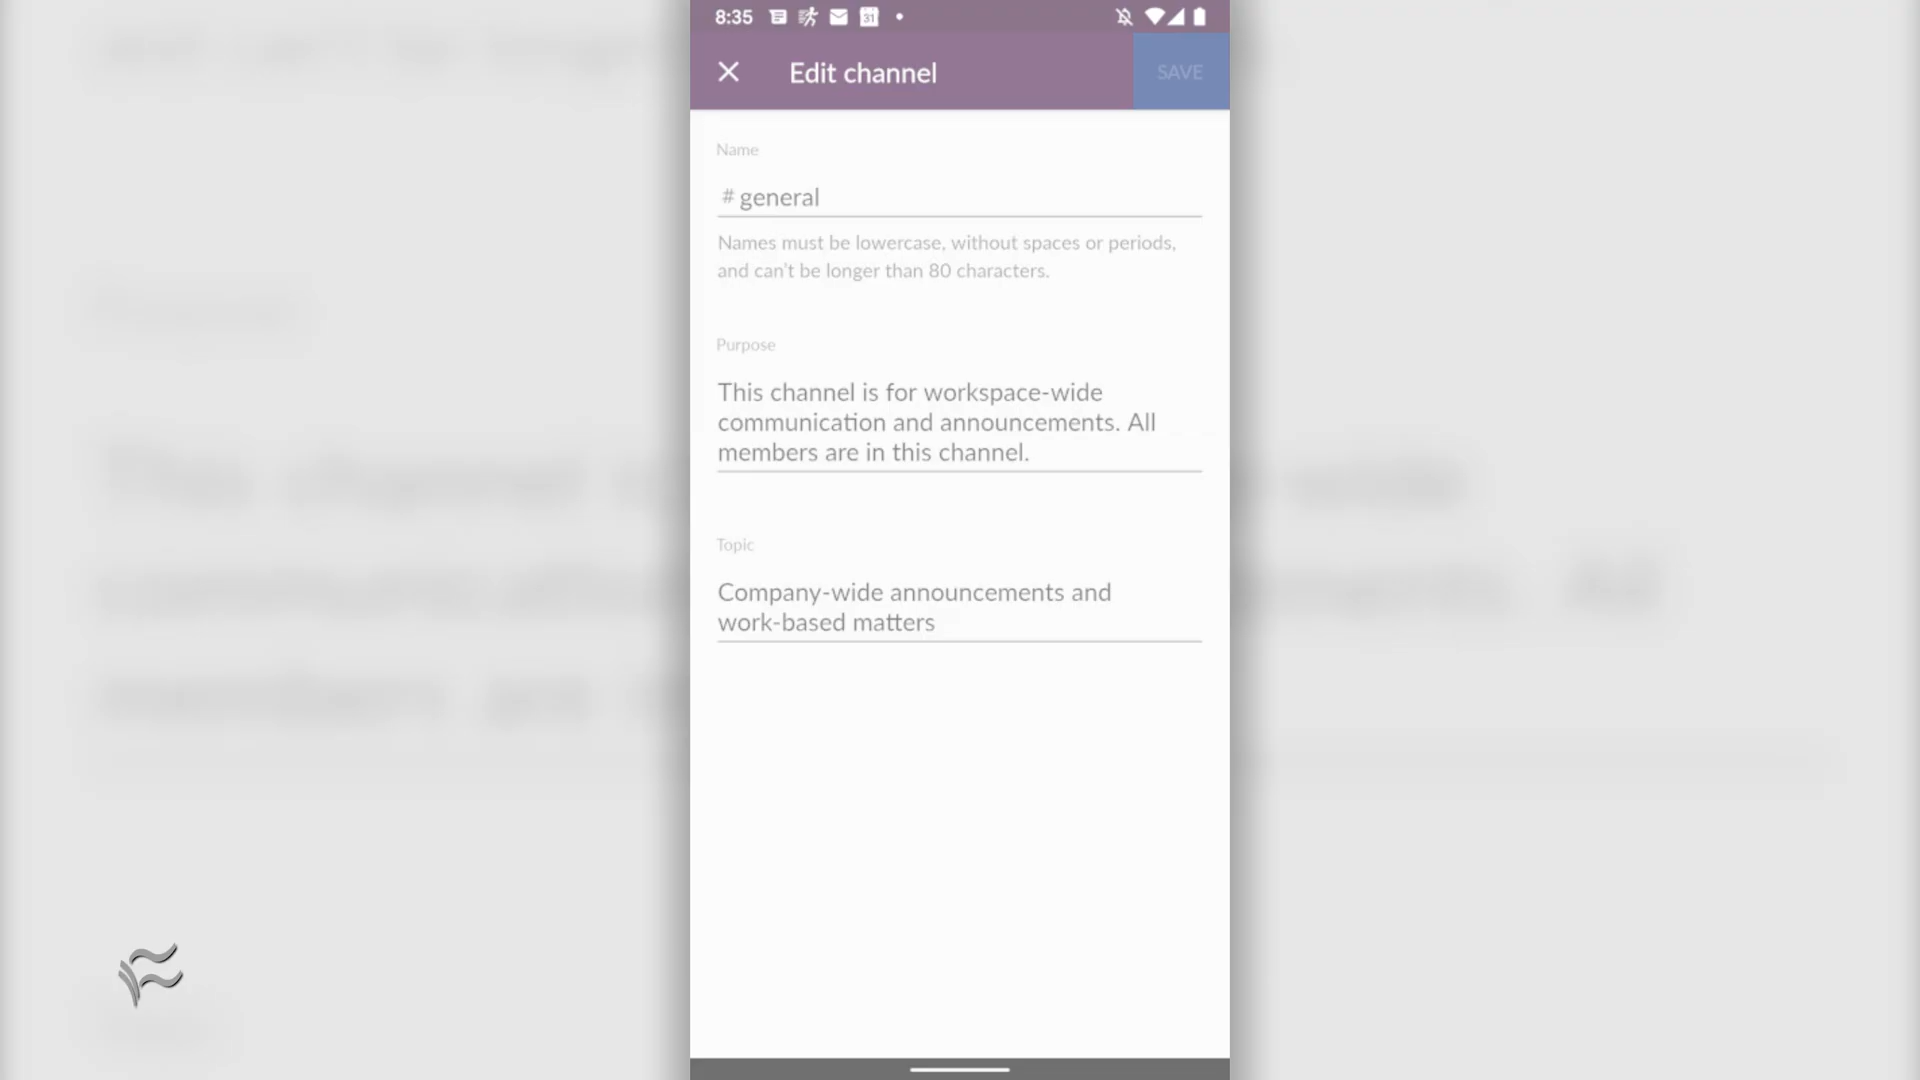 8:35
31
Edit channel
SAVE
Name
# general
Names must be lowercase, without spaces or periods,
and can't be longer than 80 characters.
Purpose
This channel is for workspace-wide
communication and announcements. All
members are in this channel.
Topic
Company-wide announcements and
work-based matters